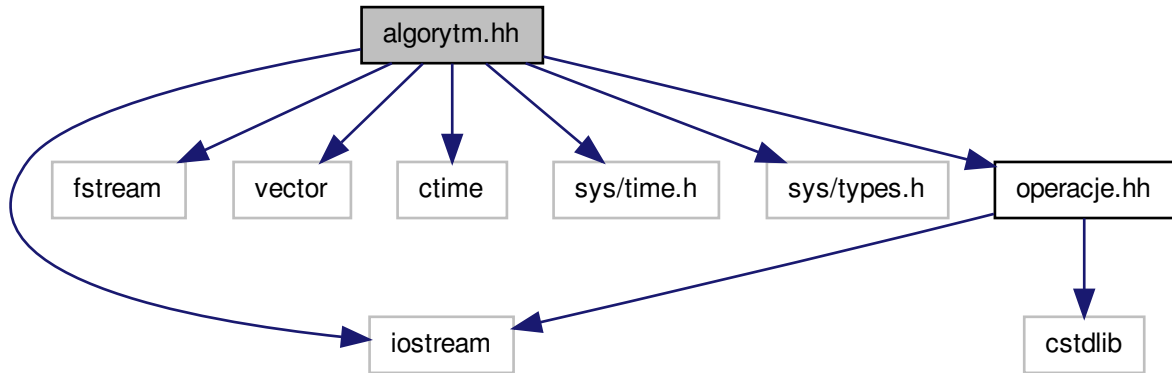 algorytm.hh
fstream
vector
ctime
sys/time.h
sys/types.h
operacje.hh
iostream
cstdlib